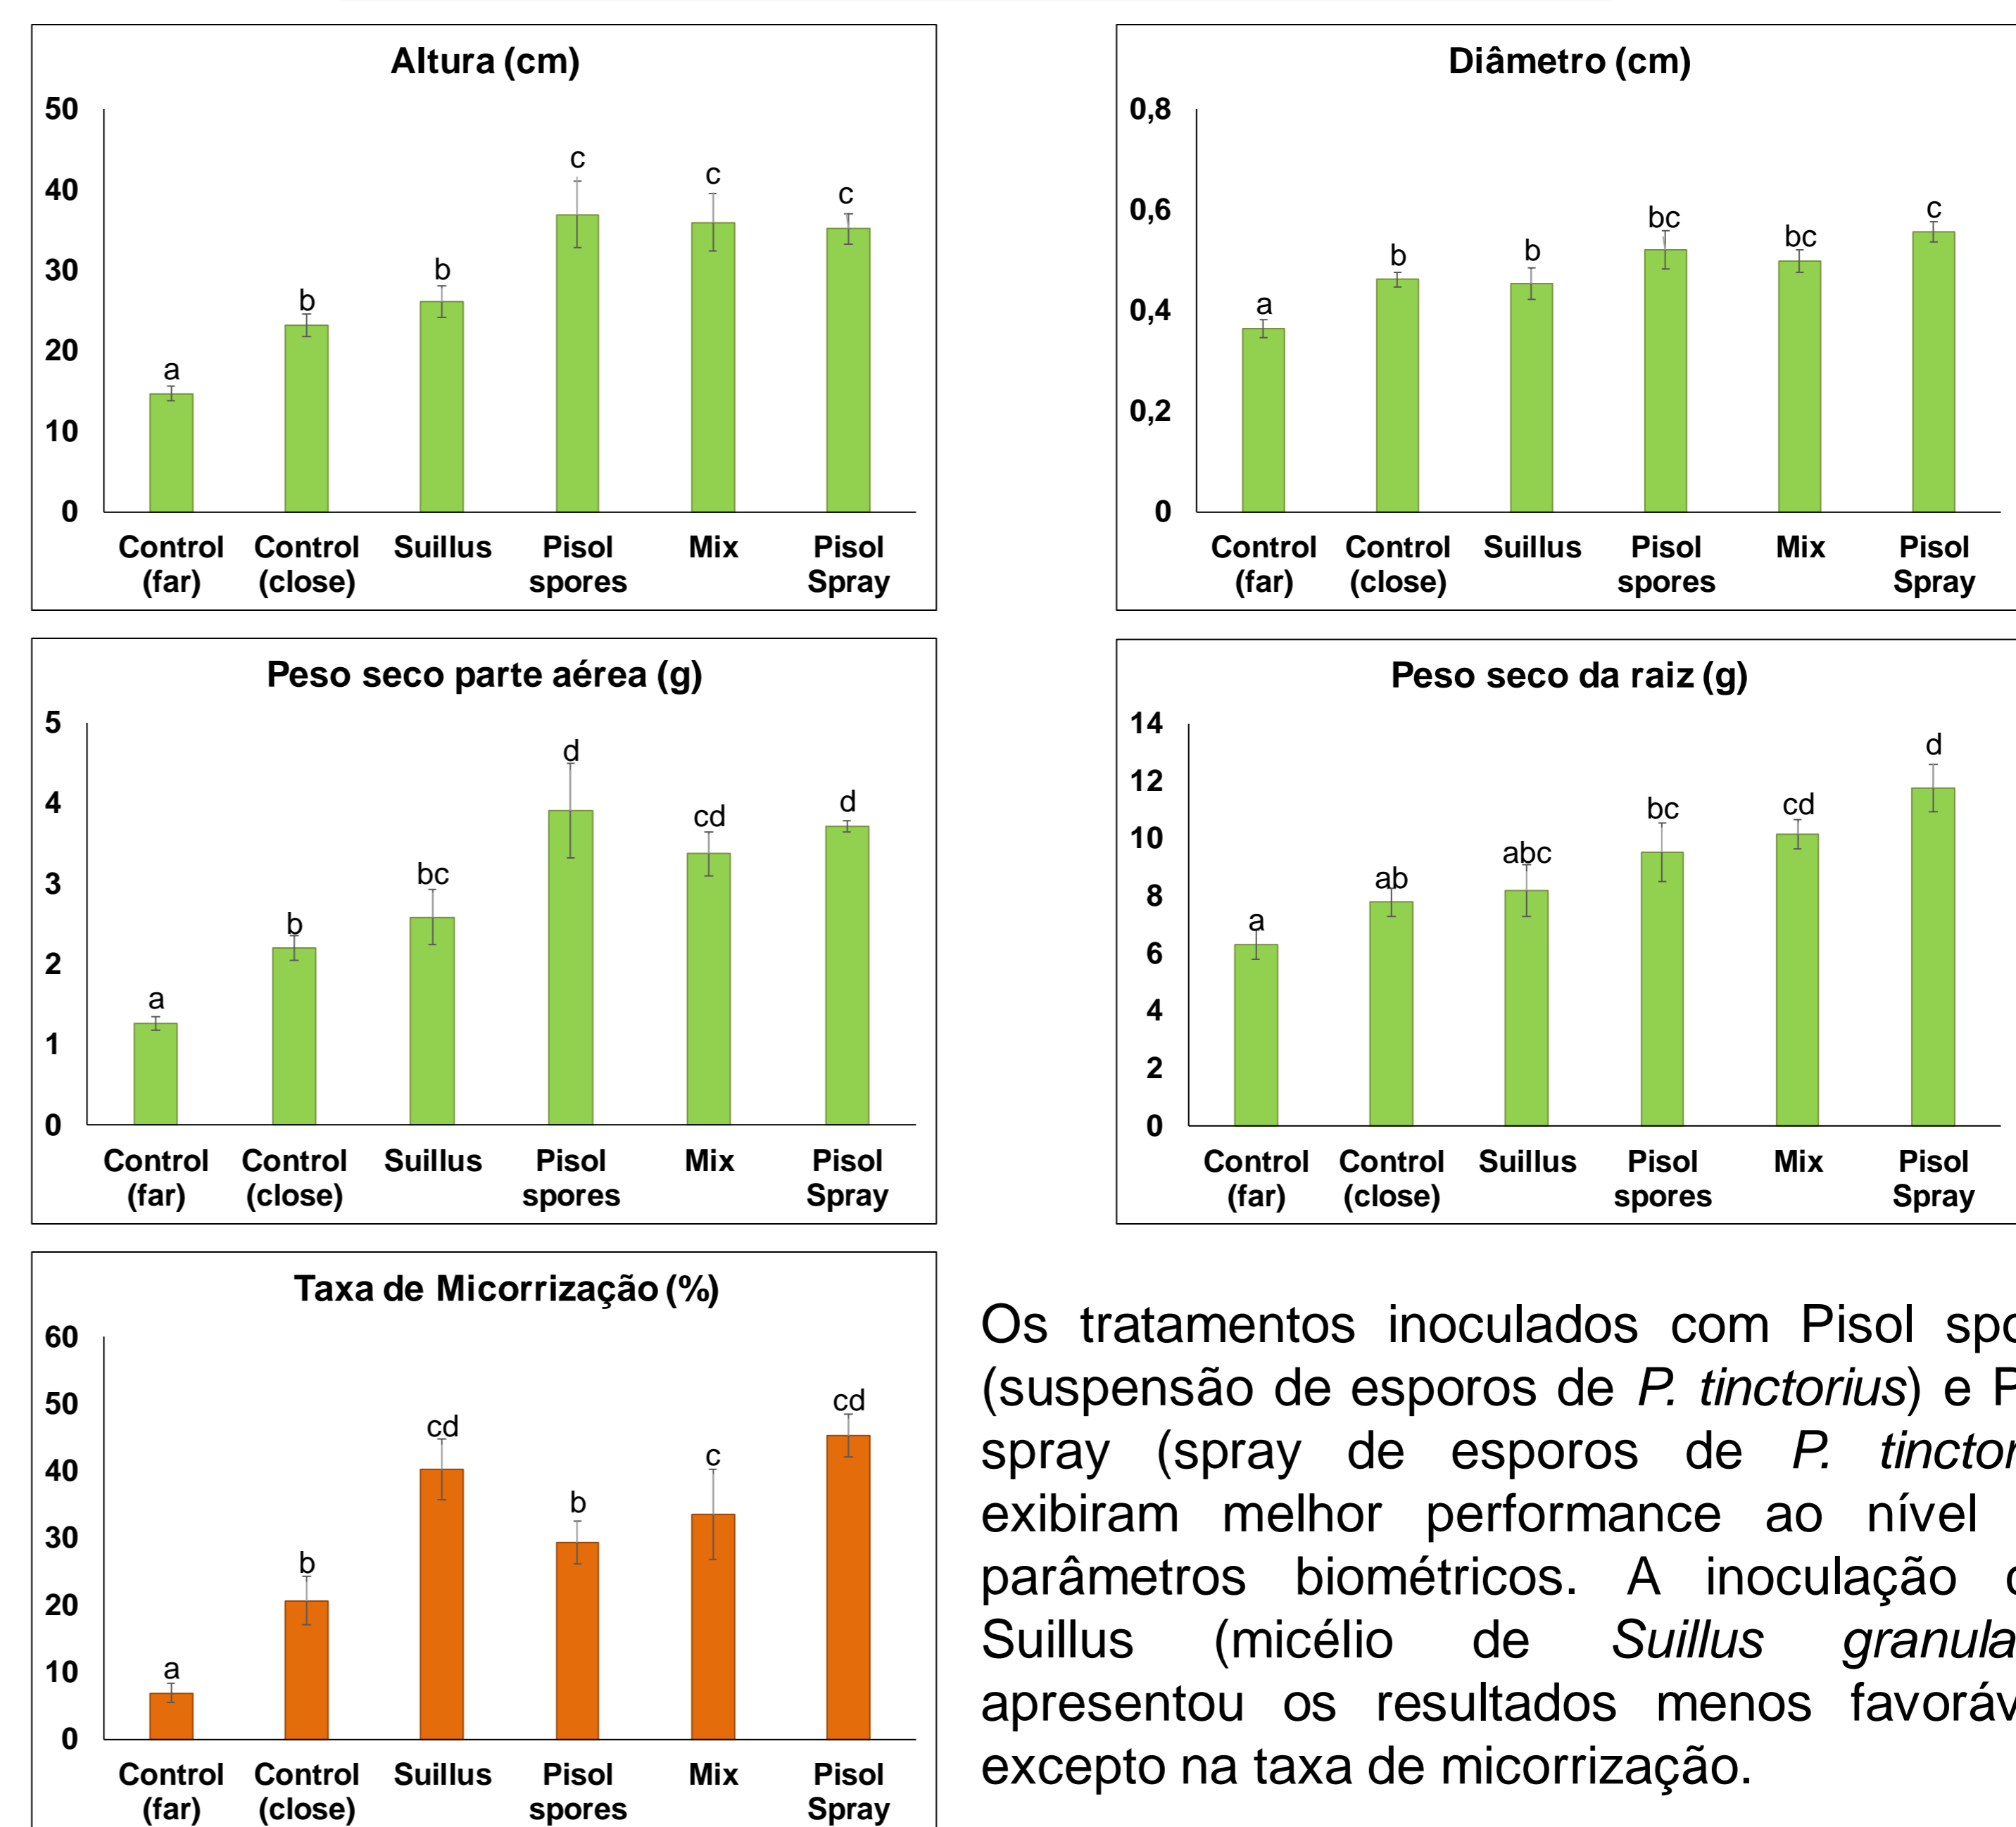 Altura (cm)
50
40
30
20
10
0
a
b
b
c
c
c
Control (far)
Control (close)
Suillus
Pisol spores
Mix
Pisol Spray
Diâmetro (cm)
0,8
0,6
0,4
0,2
0
a
b
b
bc
bc
c
Control (far)
Control (close)
Suillus
Pisol spores
Mix
Pisol Spray
Peso seco parte aérea (g)
5
4
3
2
1
0
a
b
bc
d
cd
d
Control (far)
Control (close)
Suillus
Pisol spores
Mix
Pisol Spray
Peso seco da raiz (g)
14
12
10
8
6
4
2
0
a
ab
abc
bc
cd
d
Control (far)
Control (close)
Suillus
Pisol spores
Mix
Pisol Spray
Taxa de Micorrização (%)
60
50
40
30
20
10
0
a
b
cd
b
c
cd
Control (far)
Control (close)
Suillus
Pisol spores
Mix
Pisol Spray
Os tratamentos inoculados com Pisol
(suspensão de esporos de P. tinctorius) e
spray (spray de esporos de P.
exibiram melhor performance ao nível
parâmetros biométricos. A inoculação
Suillus (micélio de Suillus
apresentou os resultados menos
excepto na taxa de micorrização.